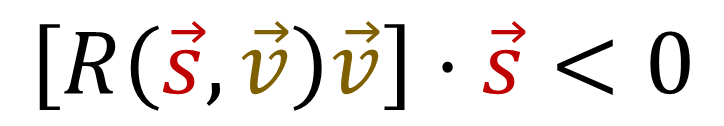 [R(s⃗, v⃗)v⃗] · s⃗ < 0